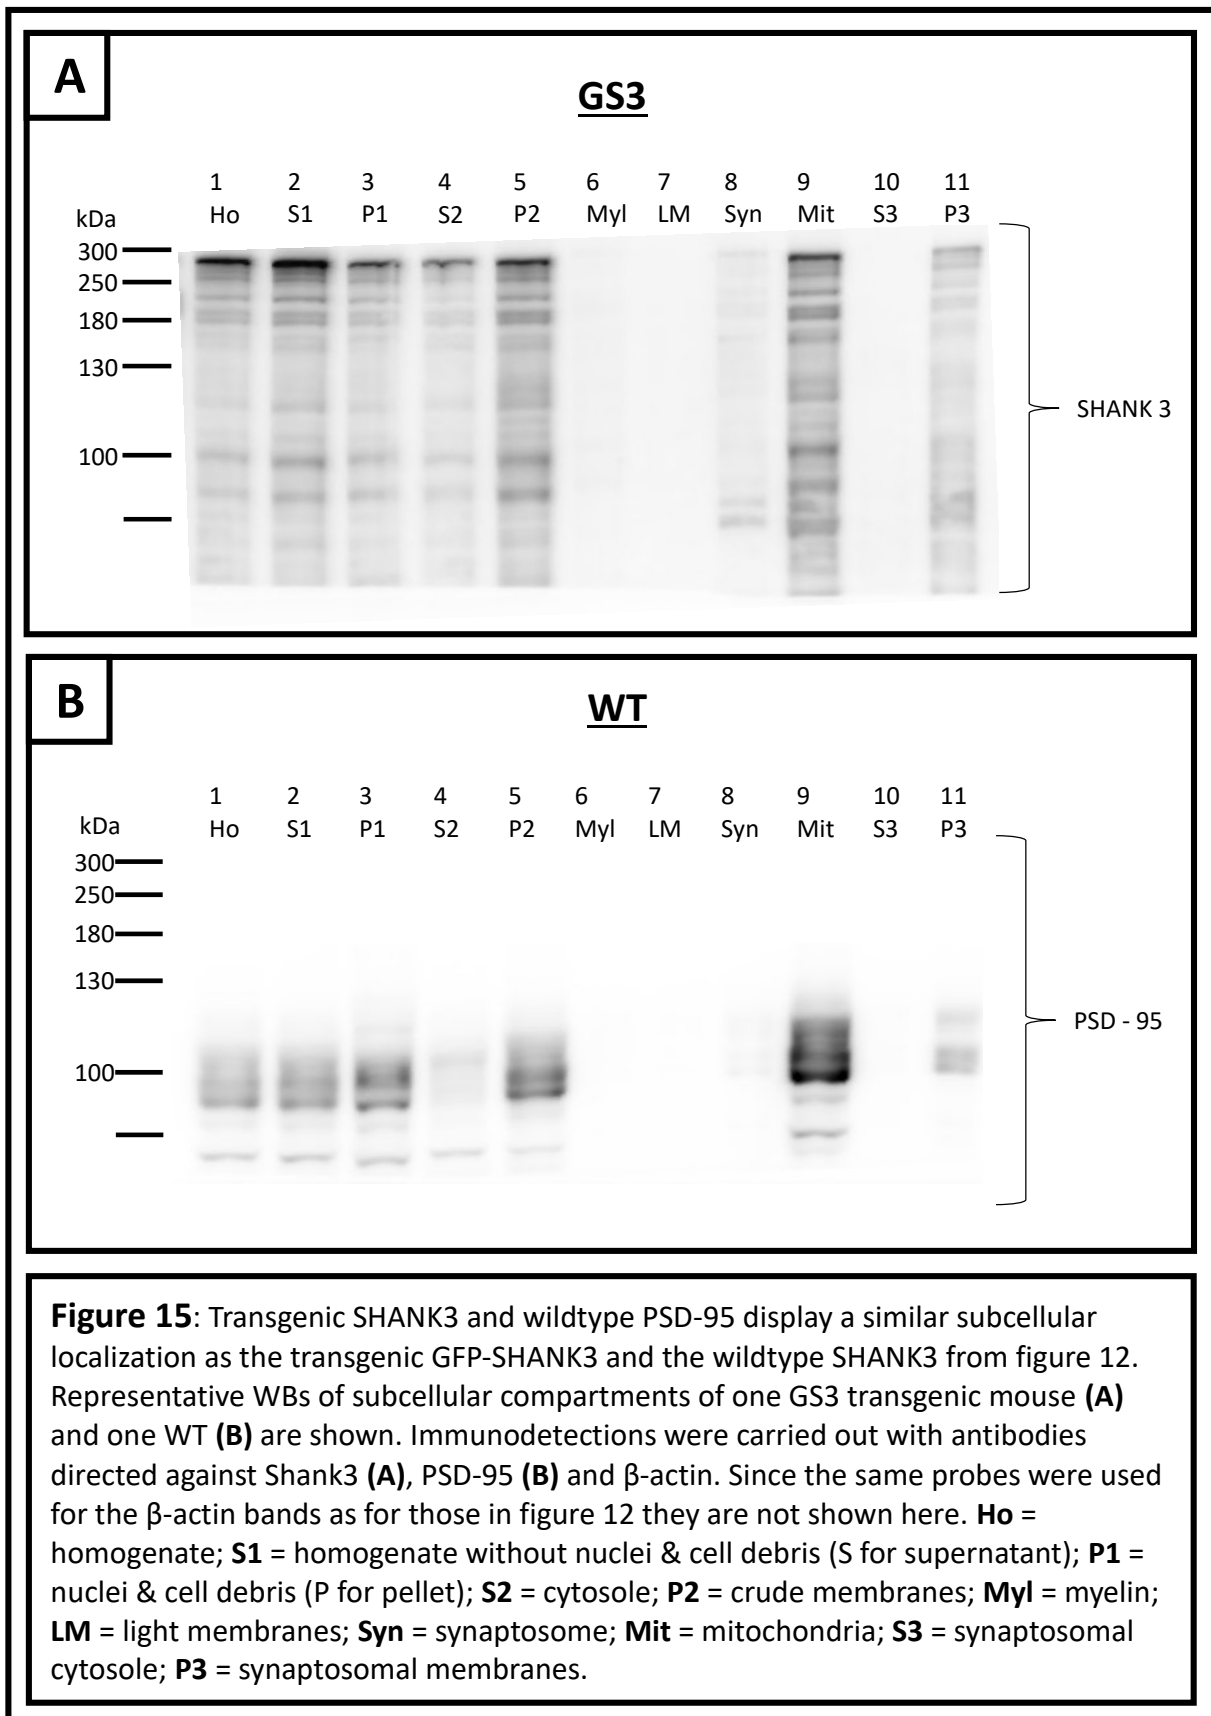 A
GS3
1 2 3 4 5 6 7 8 9 10 11
kDa Ho S1 P1 S2 P2 Myl LM Syn Mit S3 P3
300
250
180
130
100
SHANK 3
B
WT
1 2 3 4 5 6 7 8 9 10 11
kDa Ho S1 P1 S2 P2 Myl LM Syn Mit S3 P3
300
250
180
130
100
PSD - 95
Figure 15: Transgenic SHANK3 and wildtype PSD-95 display a similar subcellular
localization as the transgenic GFP-SHANK3 and the wildtype SHANK3 from figure 12.
Representative WBs of subcellular compartments of one GS3 transgenic mouse (A)
and one WT (B) are shown. Immunodetections were carried out with antibodies
directed against Shank3 (A), PSD-95 (B) and β-actin. Since the same probes were used
for the β-actin bands as for those in figure 12 they are not shown here. Ho =
homogenate; S1 = homogenate without nuclei & cell debris (S for supernatant); P1 =
nuclei & cell debris (P for pellet); S2 = cytosole; P2 = crude membranes; Myl = myelin;
LM = light membranes; Syn = synaptosome; Mit = mitochondria; S3 = synaptosomal
cytosole; P3 = synaptosomal membranes.